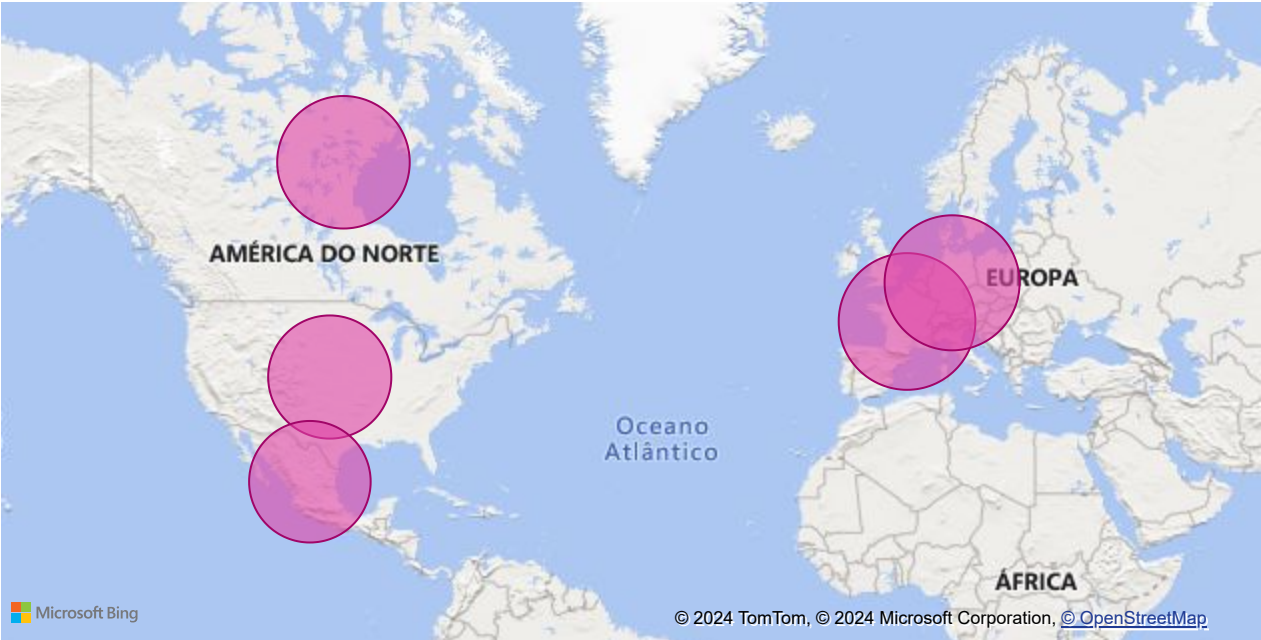 AMÉRICA DO NORTE
EUROPA
Oceano
Atlântico
ÁFRICA
Microsoft Bing
© 2024 TomTom, © 2024 Microsoft Corporation, © OpenStreetMap